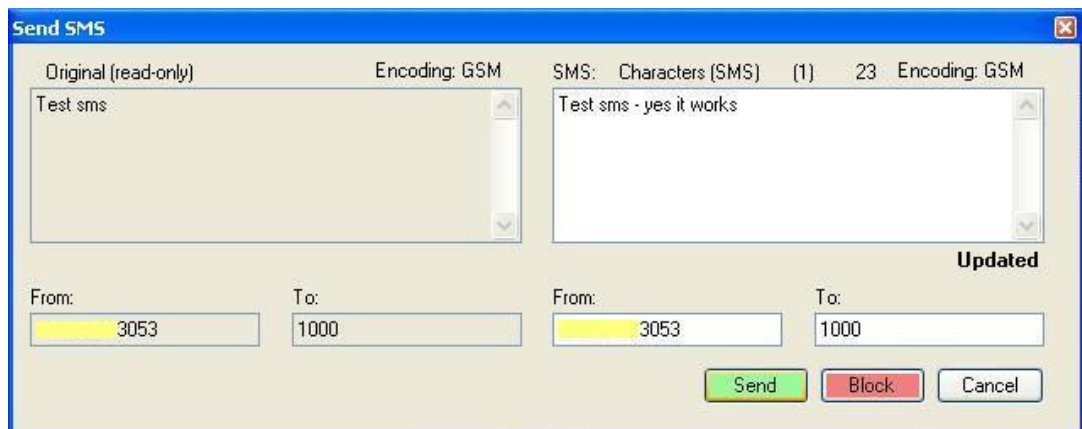 Send SMS
Original (read-only) Encoding: GSM SMS: Characters (SMS) (1) 23 Encoding: GSM
Test sms Test sms - yes it works
Updated
From: To: From: To:
3053 1000 3053 1000
Send Block Cancel